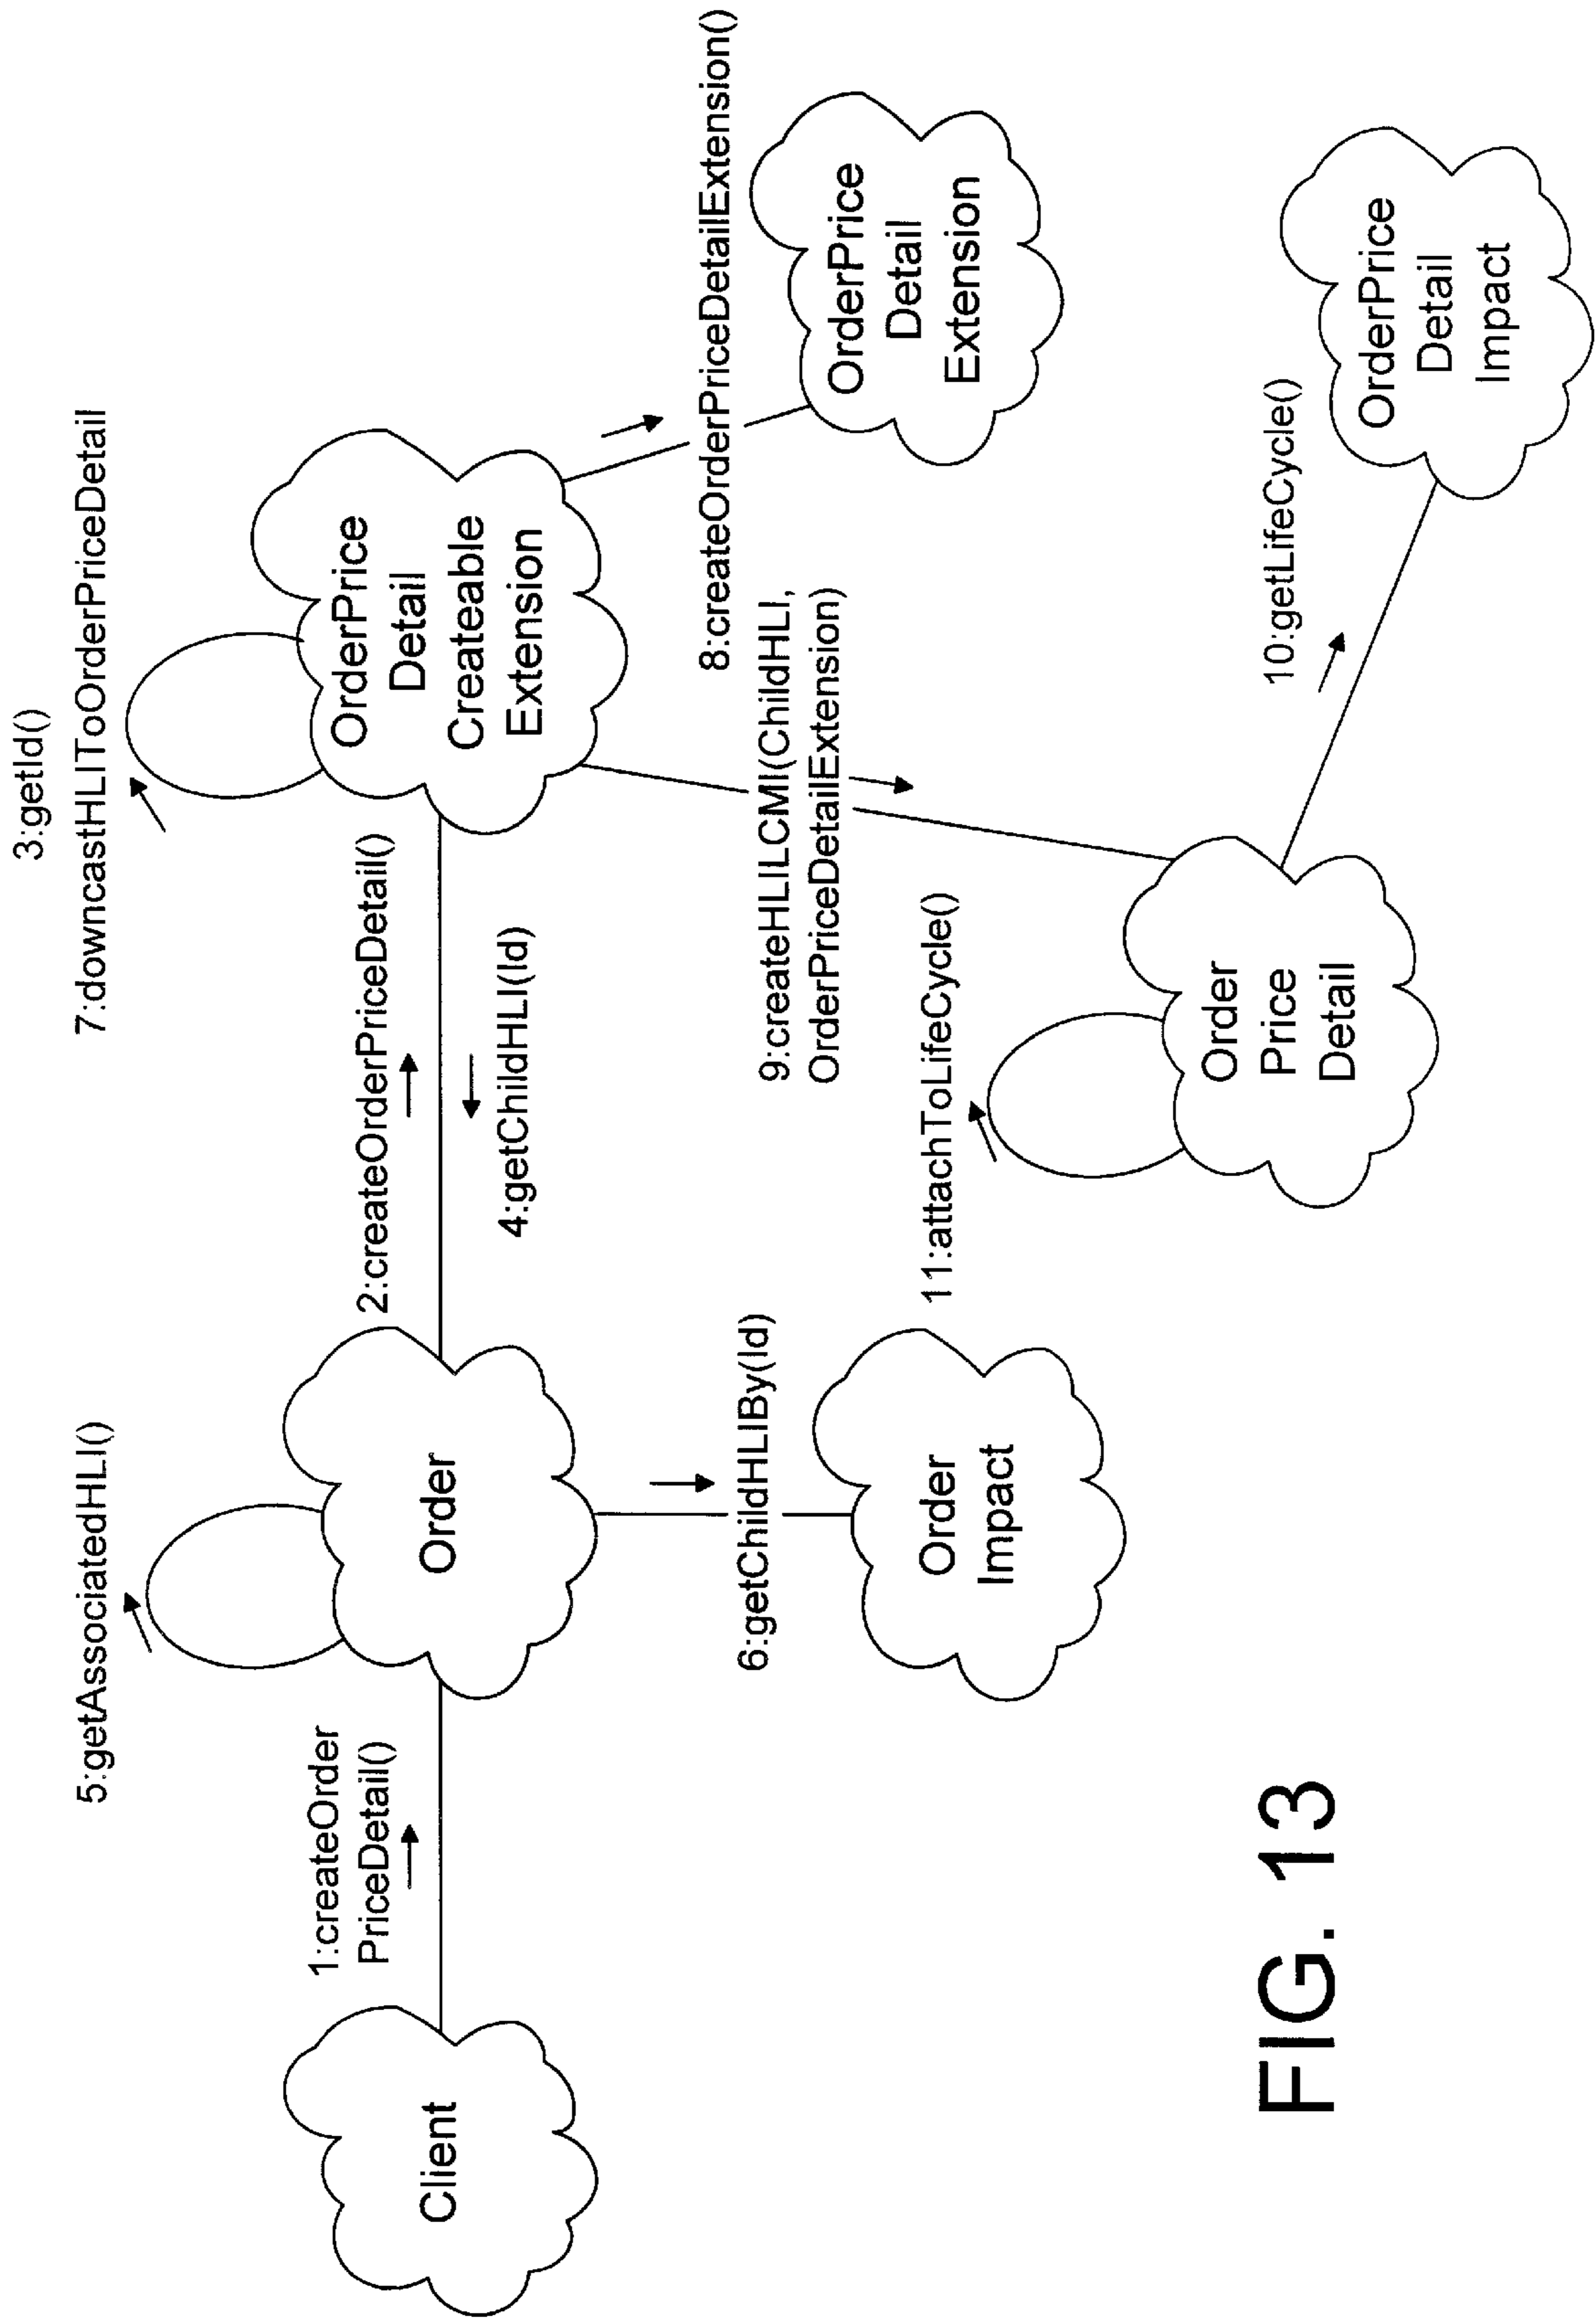 3:getId()
7:downcastHLIToOrderPriceDetail
5:getAssociatedHLI()
1:createOrder
PriceDetail()
2:createOrderPriceDetail()
4:getChildHLI(Id)
Client
Order
OrderPrice
Detail
Createable
Extension
6:getChildHLIBy(Id)
9:createHLILCMI(ChildHLI,
OrderPriceDetailExtension)
8:createOrderPriceDetailExtension()
OrderPrice
Detail
Extension
Order
Impact
11:attachToLifeCycle()
Order
Price
Detail
10:getLifeCycle()
OrderPrice
Detail
Impact
FIG. 13